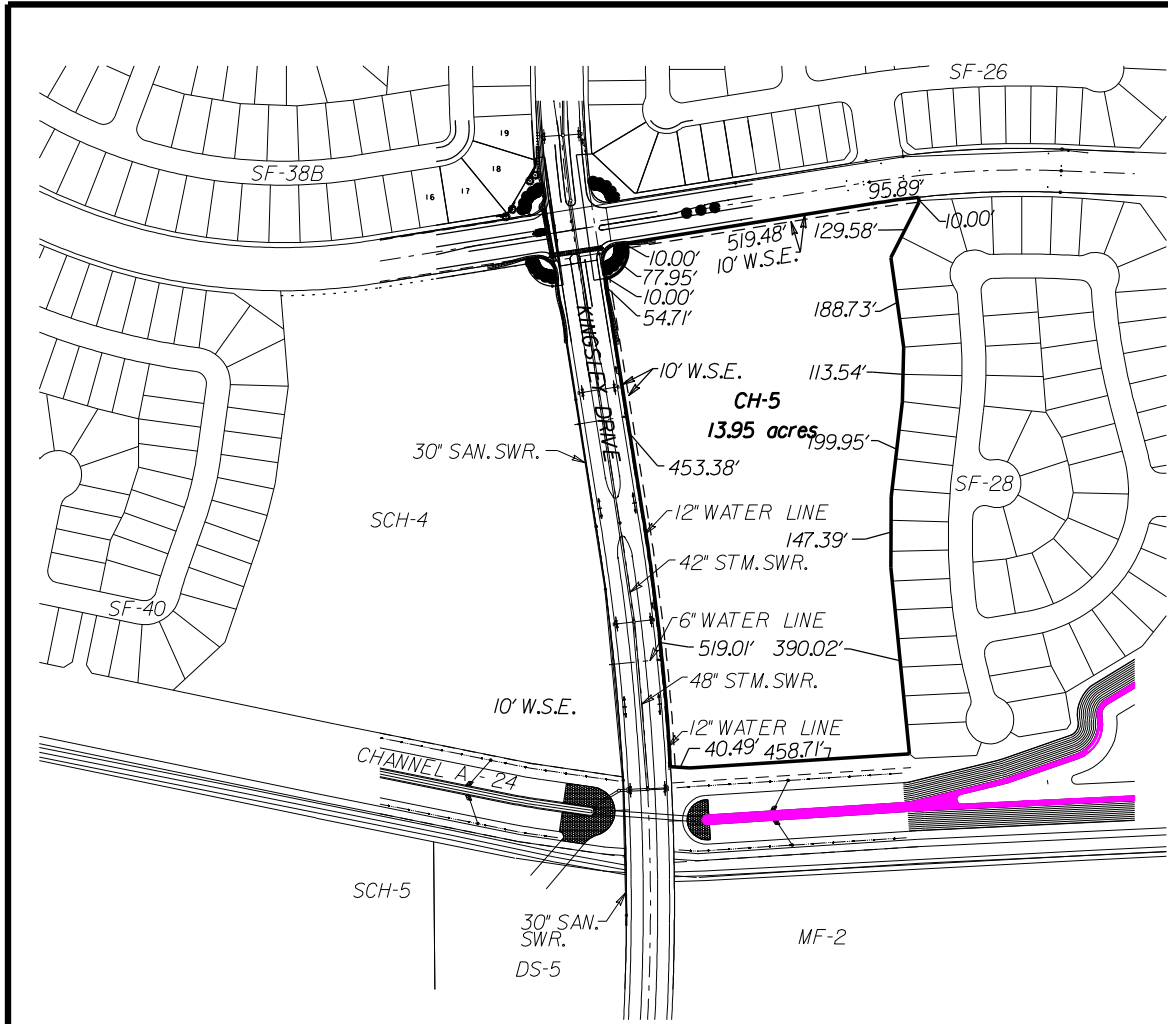 SF-26
19
18
SF-38B
17
16
95.89'
10.00'
129.58'
519.48'
10' W.S.E.
10.00'
77.95'
10.00'
54.71'
188.73'
KINGSLEY DRIVE
10' W.S.E.
113.54'
CH-5
13.95 acres
199.95'
30" SAN. SWR.
453.38'
SF-28
SCH-4
12" WATER LINE
147.39'
42" STM. SWR.
SF-40
6" WATER LINE
519.01' 390.02'
48" STM. SWR.
10' W.S.E.
12" WATER LINE
40.49' 458.71'
CHANNEL A-24
SCH-5
30" SAN.
SWR.
MF-2
DS-5